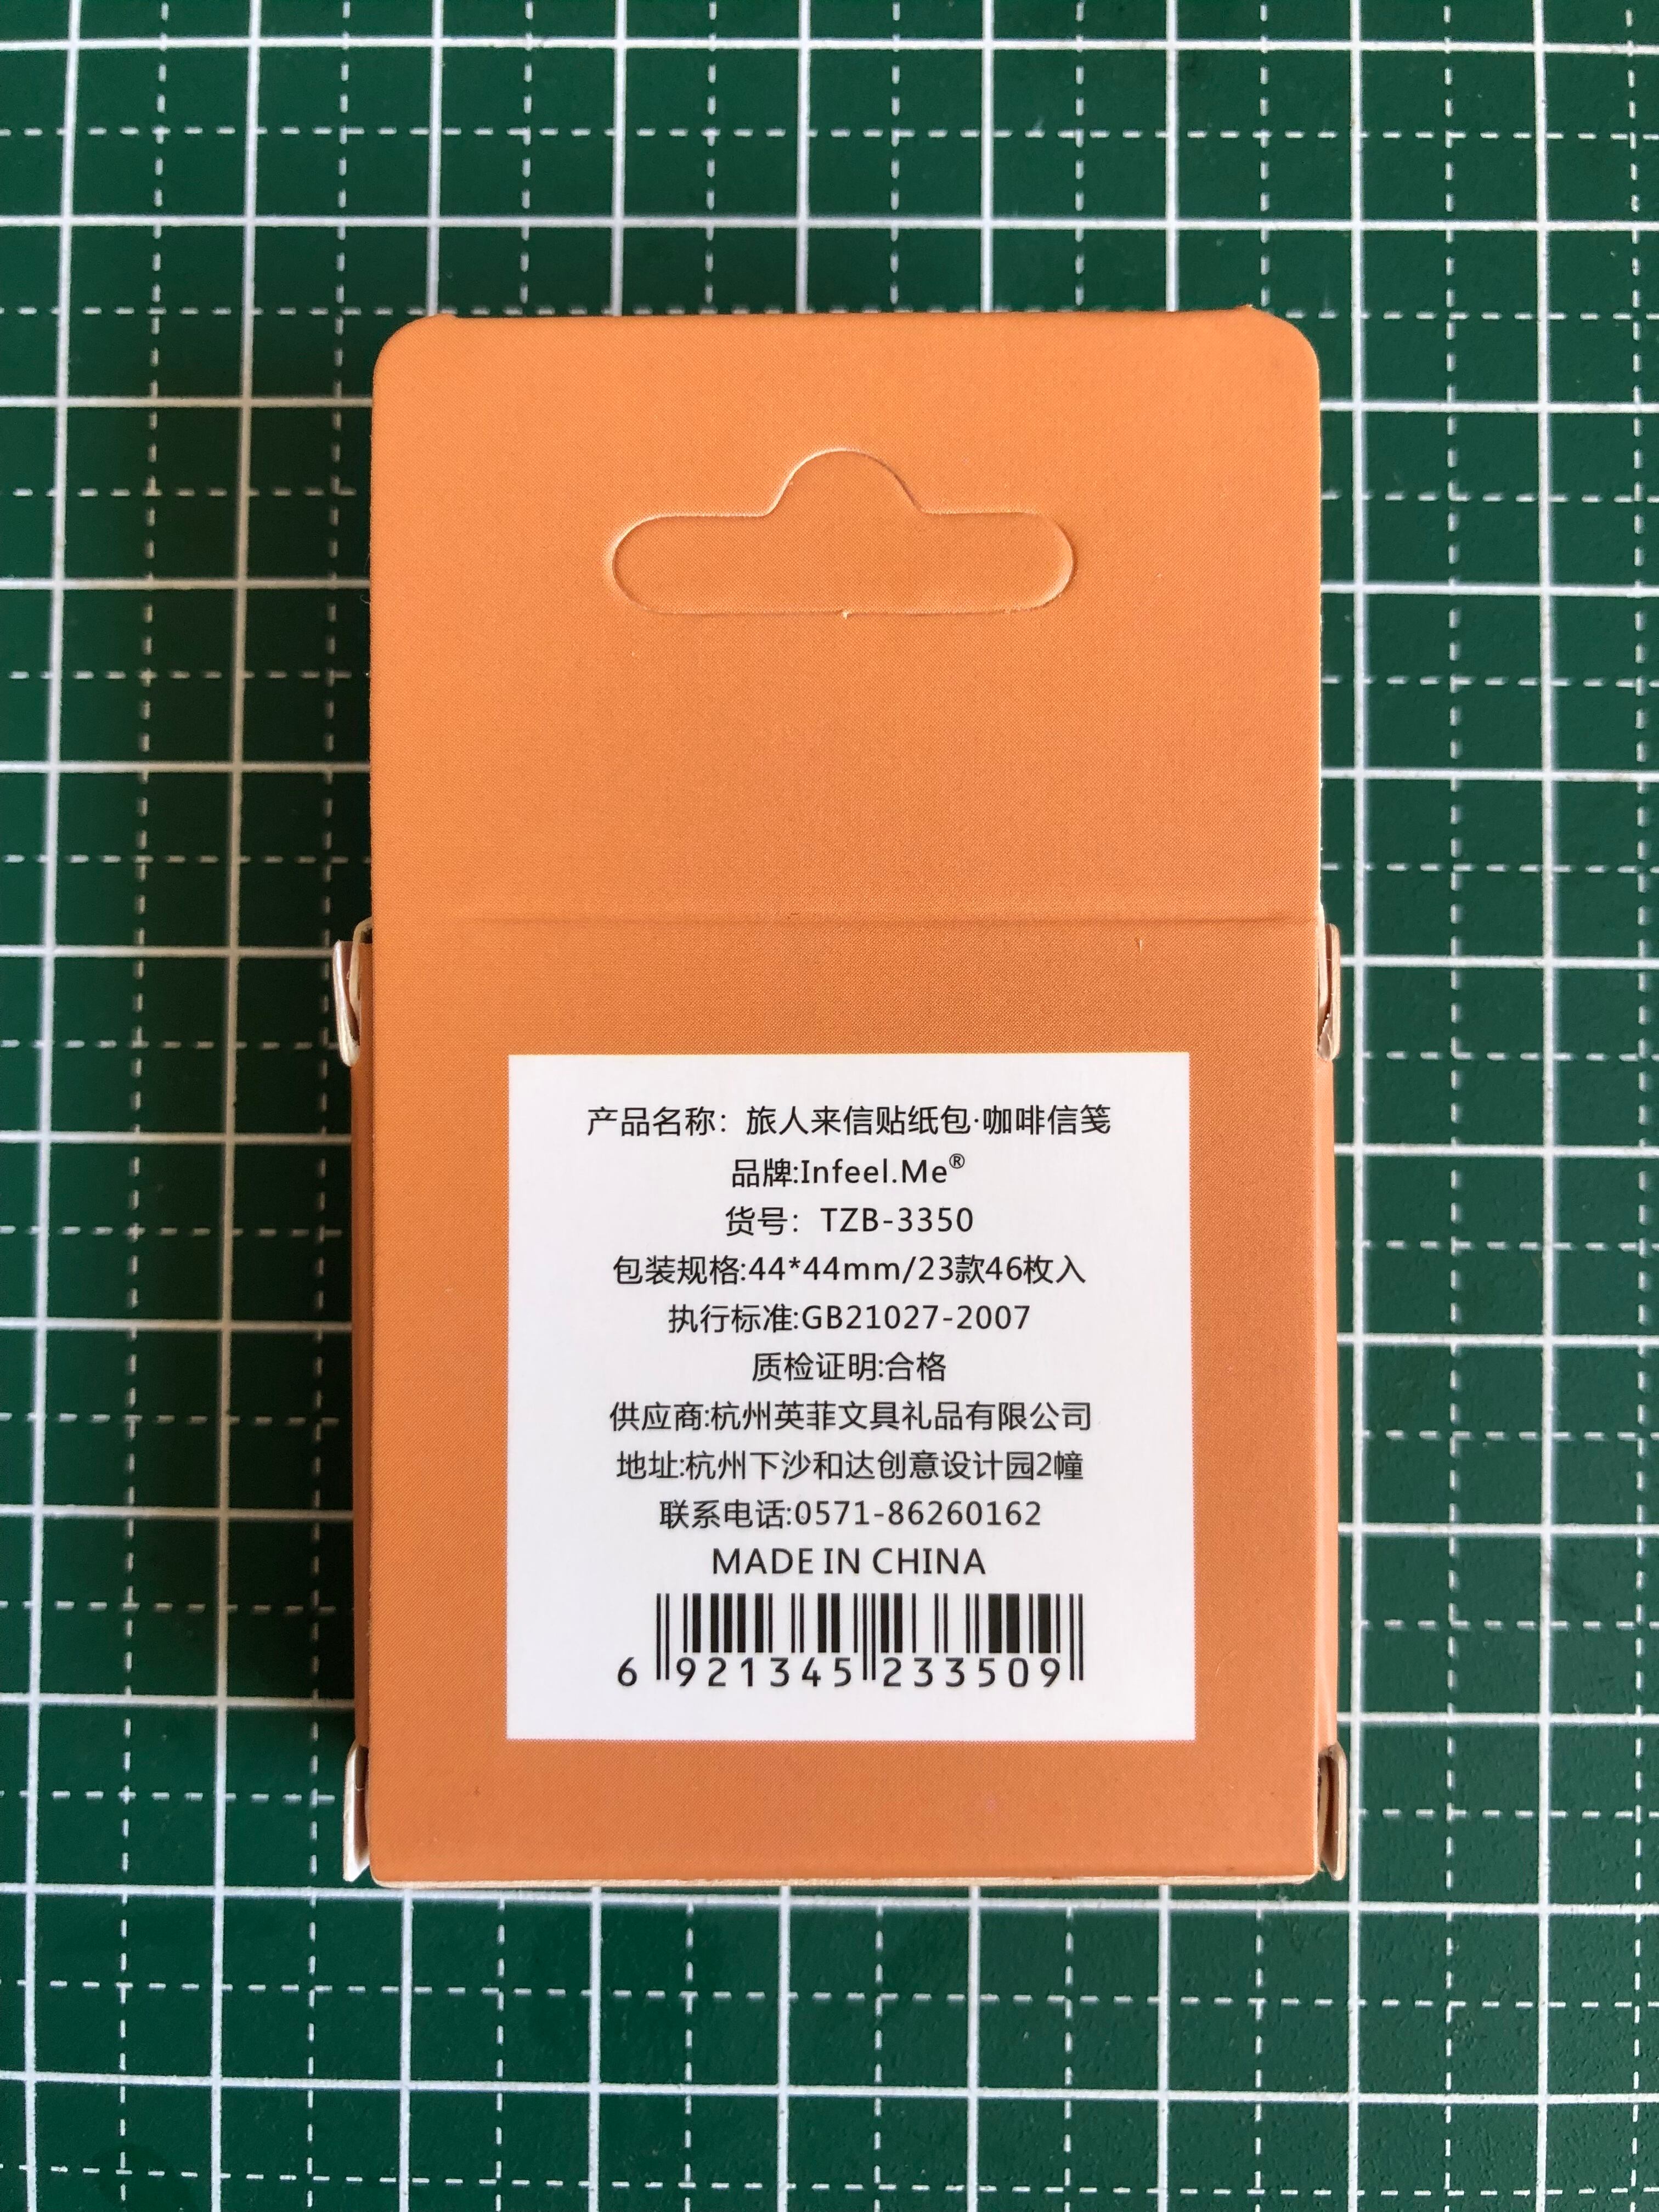 产品名称：旅人来信贴纸包·咖啡信笺
品牌:Infeel.Me®
货号：TZB-3350
包装规格:44*44mm/23款46枚入
执行标准:GB21027-2007
质检证明:合格
供应商:杭州英菲文具礼品有限公司
地址:杭州下沙和达创意设计园2幢
联系电话:0571-86260162
MADE IN CHINA
6 921345 233509